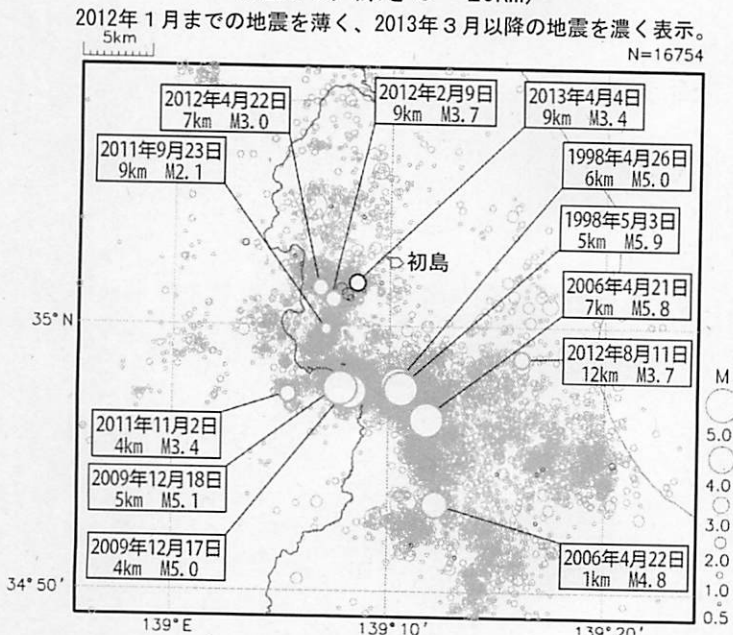 2012年1月までの地震を薄く、2013年3月以降の地震を濃く表示。
5km
N=16754
2012年4月22日
7km M3.0
2012年2月9日
9km M3.7
2013年4月4日
9km M3.4
2011年9月23日
9km M2.1
1998年4月26日
6km M5.0
1998年5月3日
5km M5.9
初島
2006年4月21日
7km M5.8
35°N
2012年8月11日
12km M3.7
M
5.0
4.0
3.0
2.0
1.0
0.5
2011年11月2日
4km M3.4
2009年12月18日
5km M5.1
2009年12月17日
4km M5.0
2006年4月22日
1km M4.8
34°50'
139°E
139°10'
139°20'